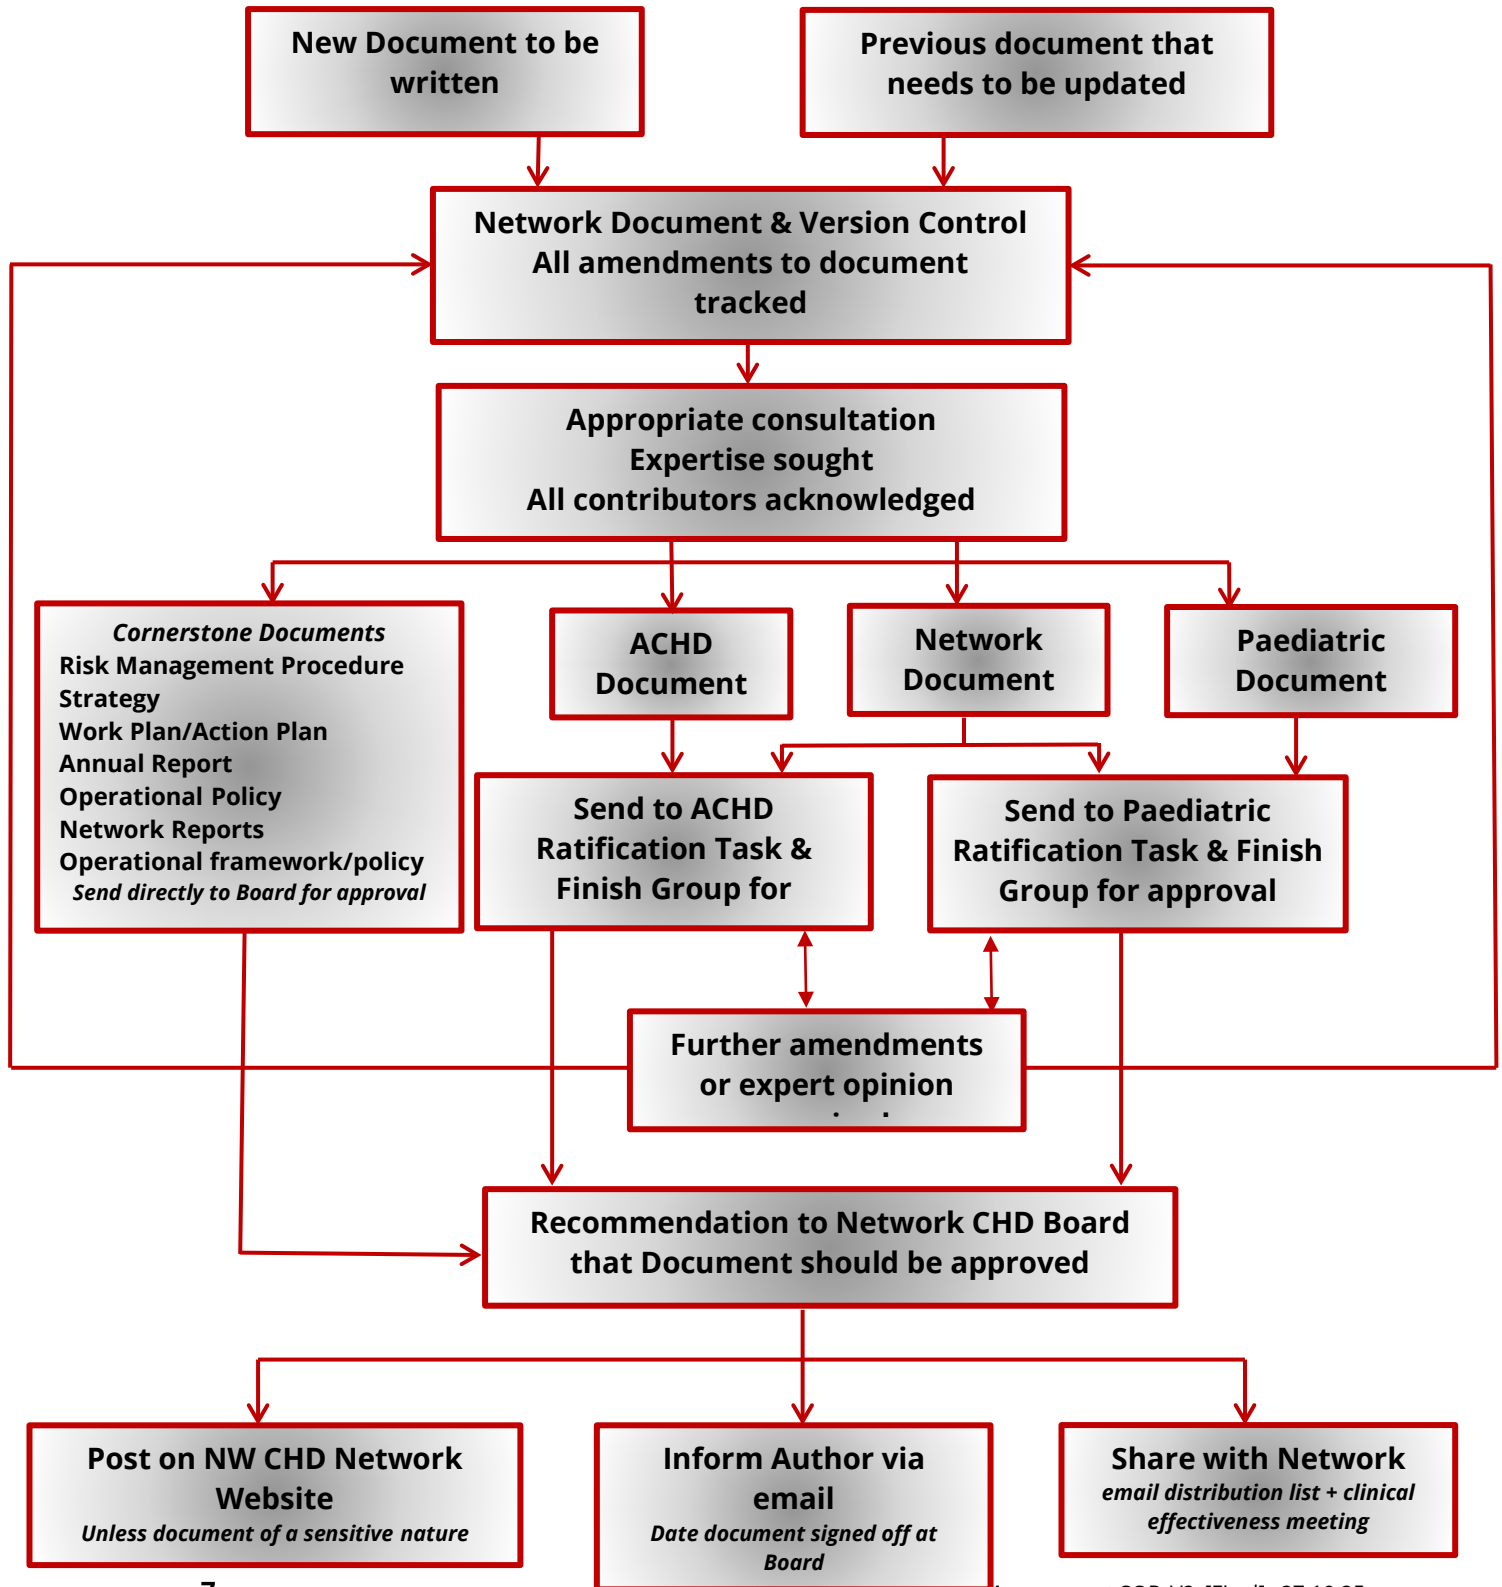 New Document to be
written
Previous document that
needs to be updated
Network Document & Version Control
All amendments to document
tracked
Appropriate consultation
Expertise sought
All contributors acknowledged
Cornerstone Documents
Risk Management Procedure
Strategy
Work Plan/Action Plan
Annual Report
Operational Policy
Network Reports
Operational framework/policy
Send directly to Board for approval
ACHD
Document
Network
Document
Paediatric
Document
Send to ACHD
Ratification Task &
Finish Group for
Send to Paediatric
Ratification Task & Finish
Group for approval
Further amendments
or expert opinion
Recommendation to Network CHD Board
that Document should be approved
Post on NW CHD Network
Website
Unless document of a sensitive nature
Inform Author via
email
Date document signed off at
Board
Share with Network
email distribution list + clinical
effectiveness meeting